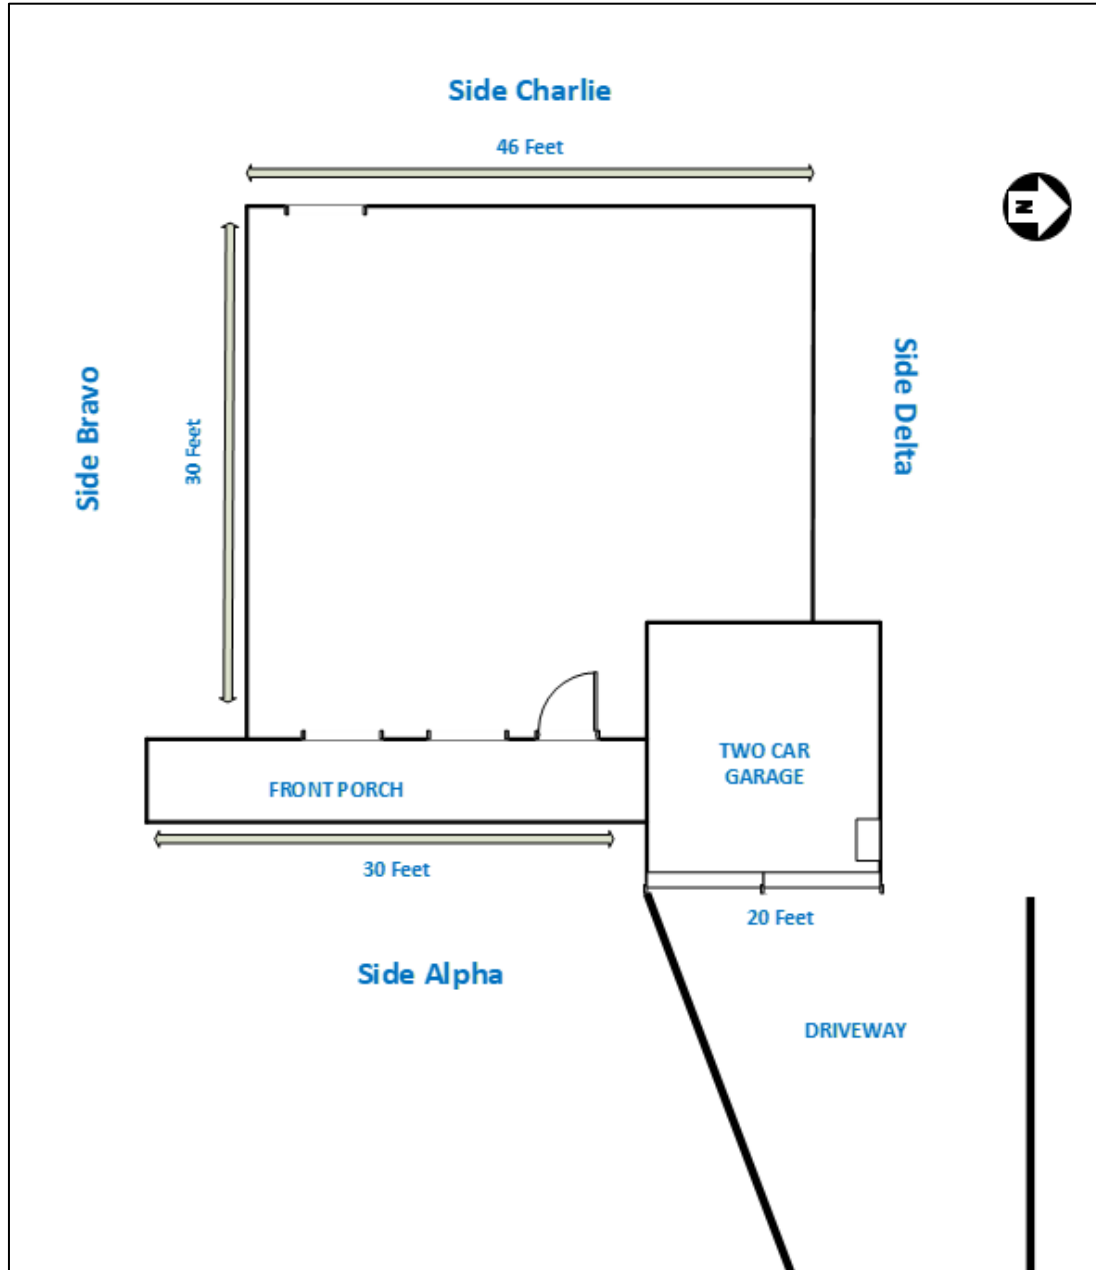 Side Charlie
46 Feet
N
Side Bravo
30 Feet
Side Delta
TWO CAR
GARAGE
FRONT PORCH
30 Feet
20 Feet
Side Alpha
DRIVEWAY